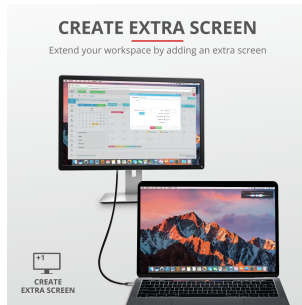 CREATE EXTRA SCREEN
Extend your workspace by adding an extra screen
+1
CREATE
EXTRA SCREEN